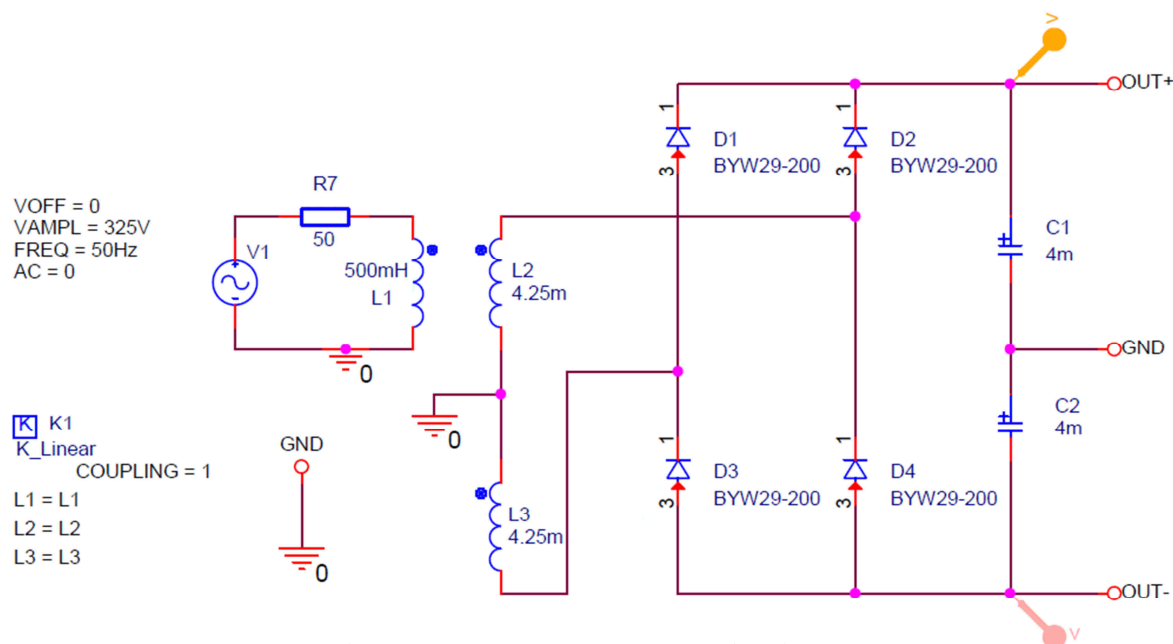 V
OUT+
1
D1
BYW29-200
3
1
D2
BYW29-200
3
VOFF = 0
VAMPL = 325V
FREQ = 50Hz
AC = 0
R7
50
V1
+
-
500mH
L1
L2
4.25m
C1
4m
+
0
GND
0
K K1
K_Linear
COUPLING = 1
L1 = L1
L2 = L2
L3 = L3
GND
0
L3
4.25m
1
D3
BYW29-200
3
1
D4
BYW29-200
3
C2
4m
+
OUT-
V